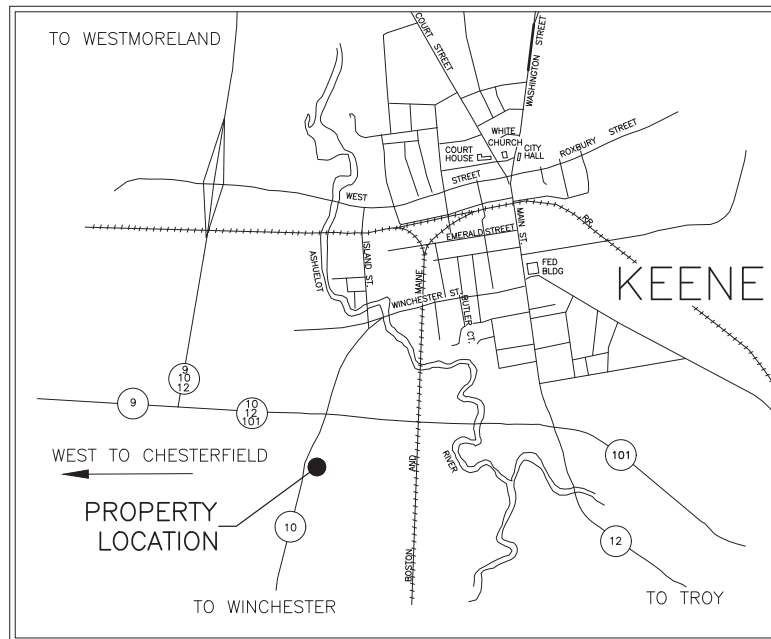 TO WESTMORELAND
COURT STREET
WASHINGTON STREET
WHITE
CHURCH
COURT
HOUSE
CITY
HALL
ROXBURY STREET
WEST STREET
MAIN ST.
RR
EMERALD STREET
ISLAND ST.
ASHUELOT RIVER
FED
BLDG
KEENE
WINCHESTER ST.
BUTLER CT.
BOSTON AND MAINE
9
10
12
9
10
12
101
WEST TO CHESTERFIELD
101
PROPERTY
LOCATION
10
12
TO WINCHESTER
TO TROY